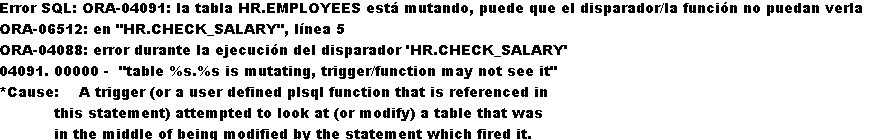 Error SQL: ORA-04091: la tabla HR.EMPLOYEES está mutando, puede que el disparador/la función no puedan verla
ORA-06512: en "HR.CHECK_SALARY", línea 5
ORA-04088: error durante la ejecución del disparador 'HR.CHECK_SALARY'
04091. 00000 -  "table %s.%s is mutating, trigger/function may not see it"
*Cause:    A trigger (or a user defined plsql function that is referenced in
           this statement) attempted to look at (or modify) a table that was
           in the middle of being modified by the statement which fired it.